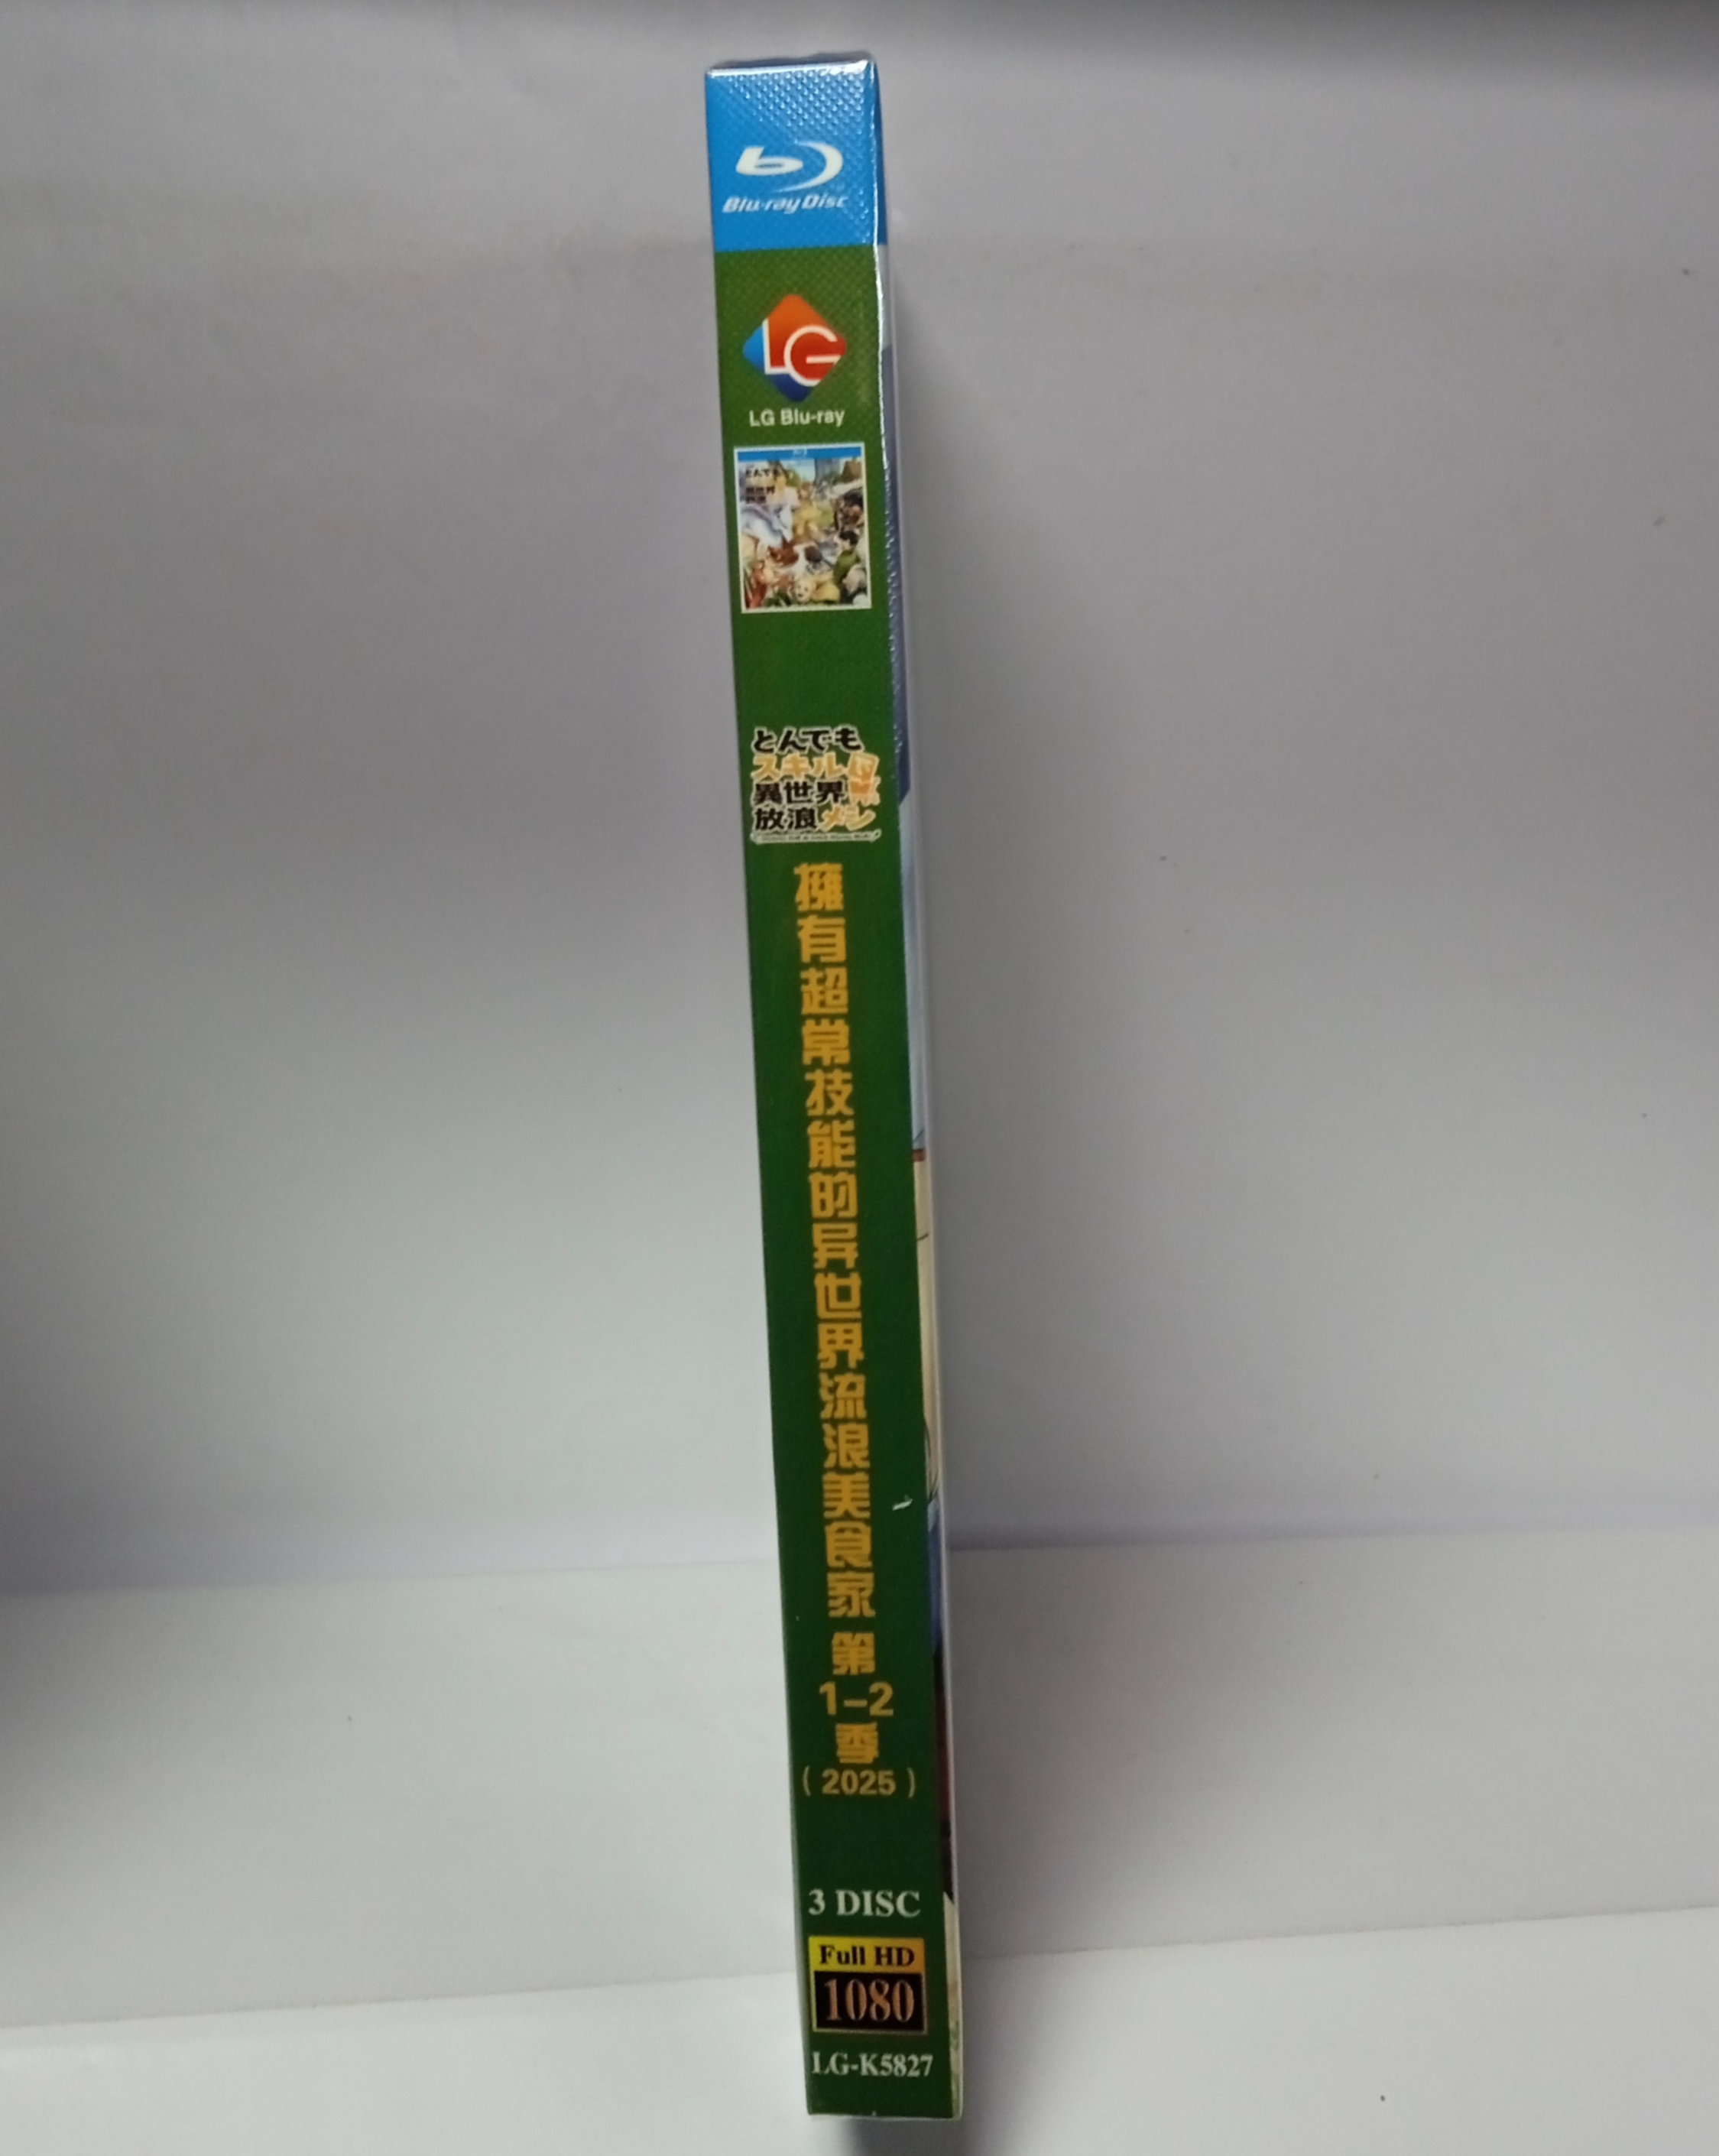 Blu-ray Disc
LG
LG Blu-ray
とんでも
スキルで
異世界
放浪メシ
擁有超常技能的异世界流浪美食家 第
1-2
季
( 2025 )
3 DISC
Full HD
1080
LG-K5827